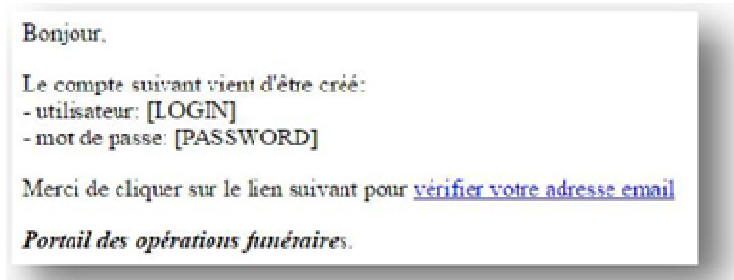 Bonjour,
Le compte suivant vient d'être créé:
- utilisateur: [LOGIN]
- mot de passe: [PASSWORD]
Merci de cliquer sur le lien suivant pour vérifier votre adresse email
Portail des opérations funéraires.